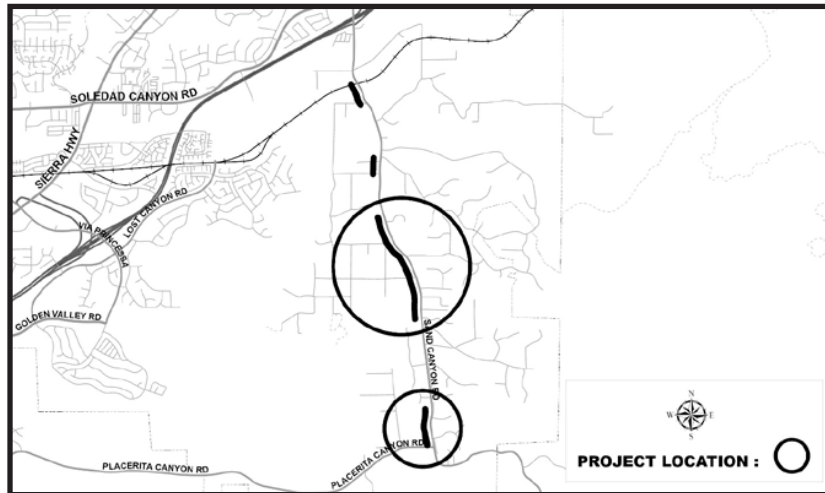 SOLEDAD CANYON RD
SIERRA HWY
LOST CANYON RD
VIA PRINCESSA
GOLDEN VALLEY RD
SAND CANYON RD
PLACERITA CANYON RD
PLACERITA CANYON RD
N
W E
S
PROJECT LOCATION :